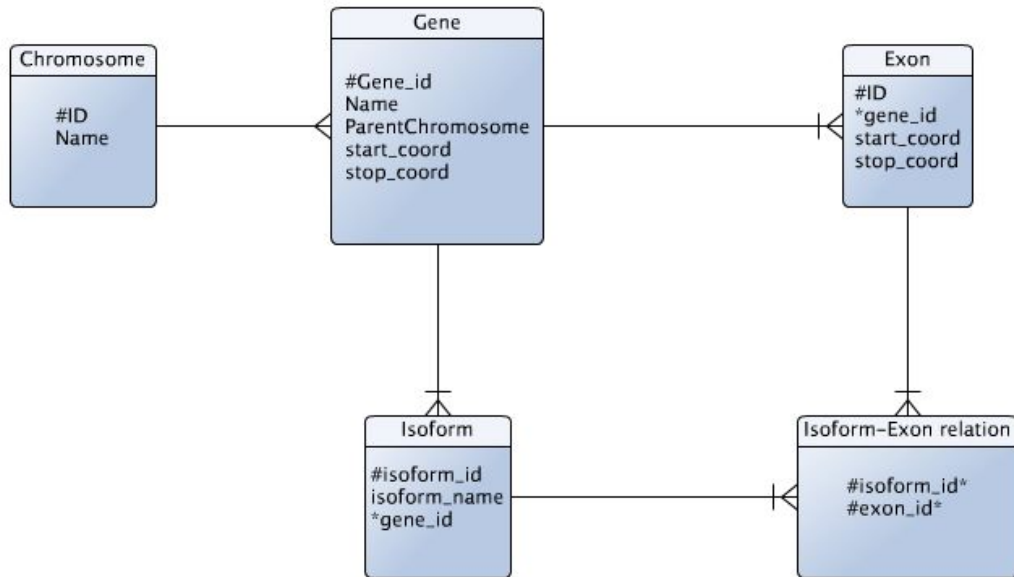 Chromosome
#ID
Name
Gene
#Gene_id
Name
ParentChromosome
start_coord
stop_coord
Exon
#ID
*gene_id
start_coord
stop_coord
Isoform
#isoform_id
isoform_name
*gene_id
Isoform-Exon relation
#isoform_id*
#exon_id*